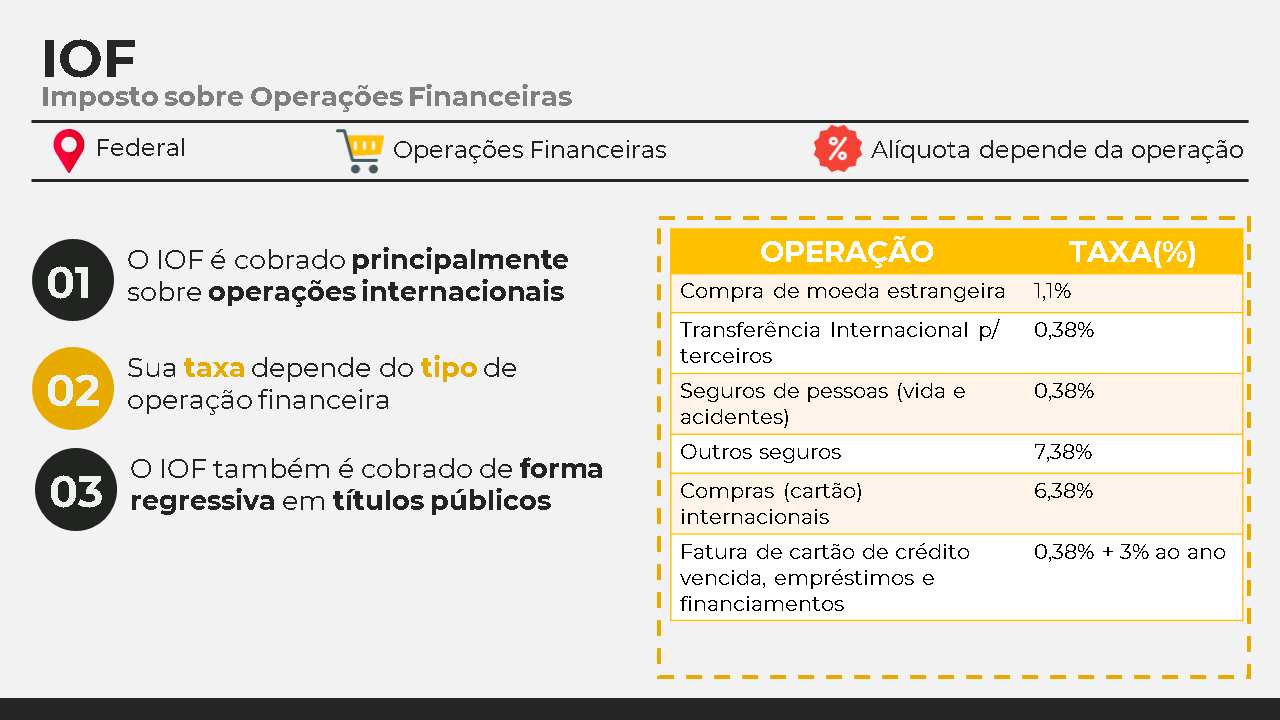 IOF
Imposto sobre Operações Financeiras
Federal
Operações Financeiras
%
Alíquota depende da operação
01
O IOF é cobrado principalmente
sobre operações internacionais
02
Sua taxa depende do tipo de
operação financeira
03
O IOF também é cobrado de forma
regressiva em títulos públicos
OPERAÇÃO TAXA(%)
Compra de moeda estrangeira 1,1%
Transferência Internacional p/ 0,38%
terceiros
Seguros de pessoas (vida e 0,38%
acidentes)
Outros seguros 7,38%
Compras (cartão) 6,38%
internacionais
Fatura de cartão de crédito 0,38% + 3% ao ano
vencida, empréstimos e
financiamentos